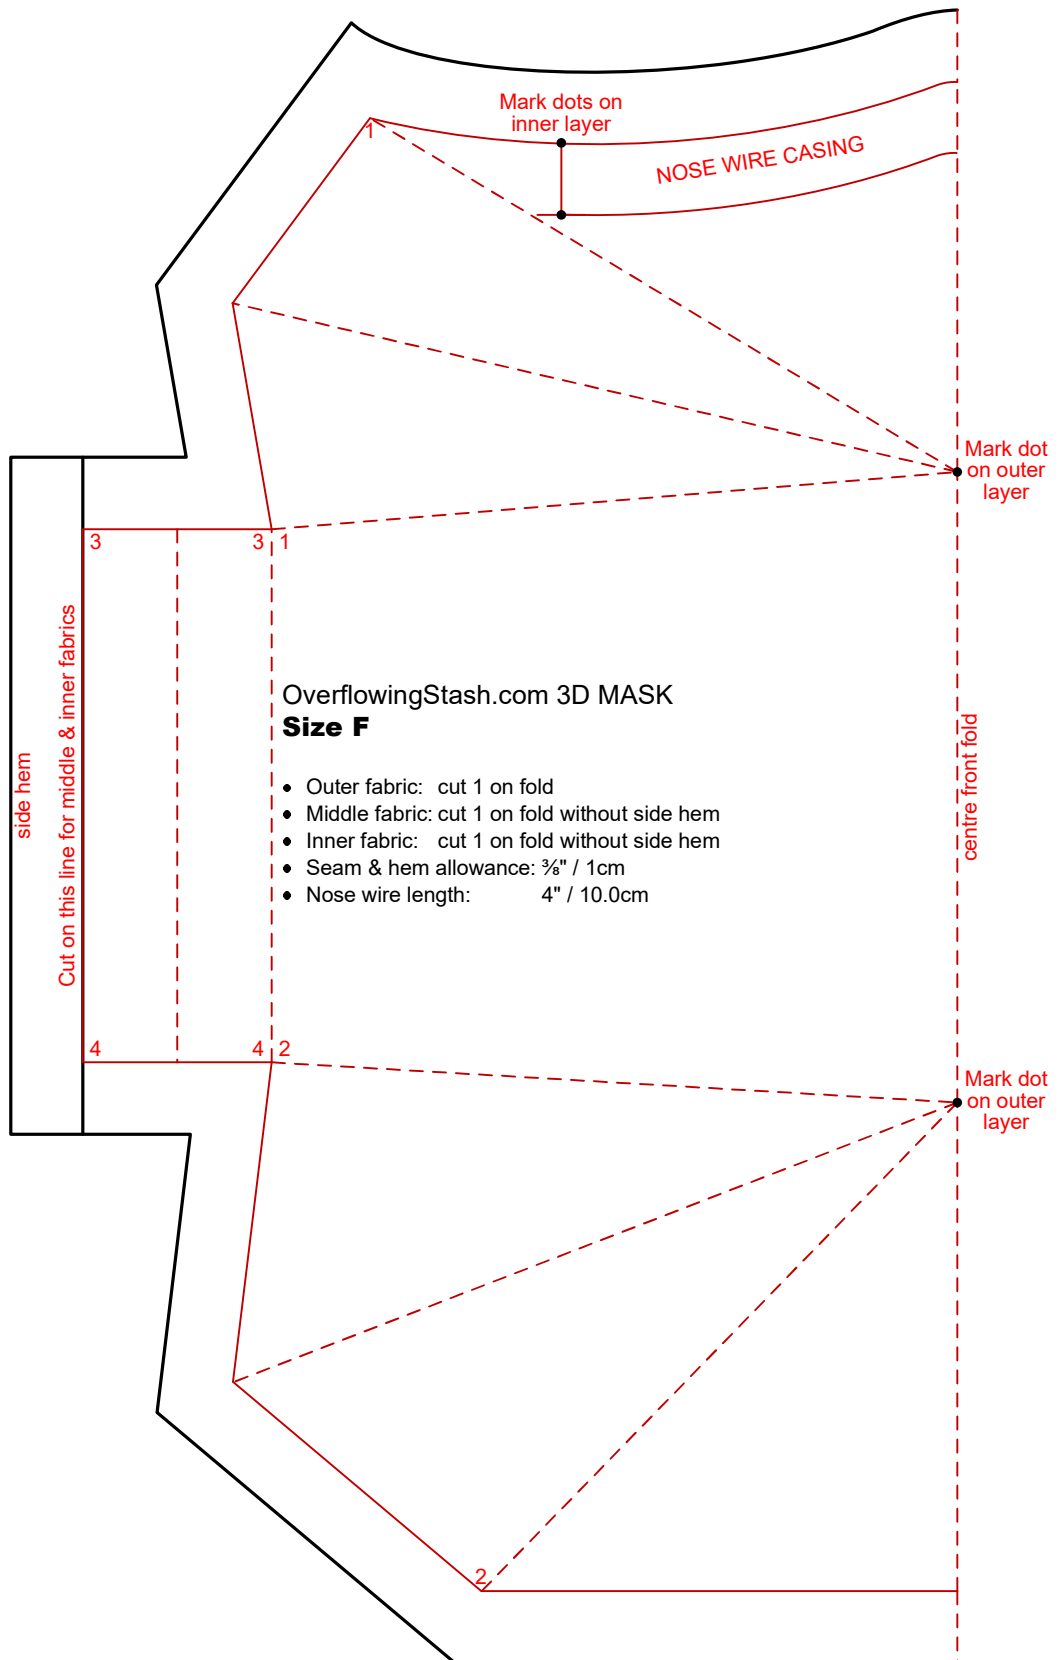 Mark dots on
inner layer
NOSE WIRE CASING
1
Mark dot
on outer
layer
3
3
1
OverflowingStash.com 3D MASK
Size F
• Outer fabric: cut 1 on fold
• Middle fabric: cut 1 on fold without side hem
• Inner fabric: cut 1 on fold without side hem
• Seam & hem allowance: ⅜" / 1cm
• Nose wire length: 4" / 10.0cm
side hem
Cut on this line for middle & inner fabrics
centre front fold
4
4
2
Mark dot
on outer
layer
2